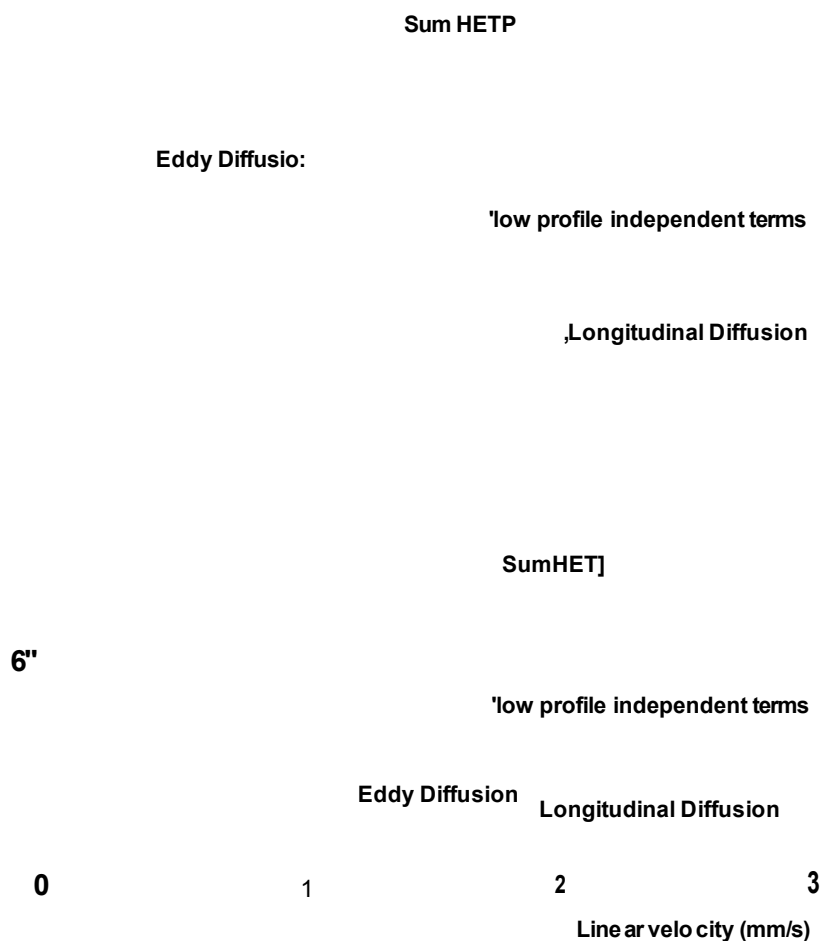 Sum HETP
Eddy Diffusio:
'low profile independent terms
,Longitudinal Diffusion
SumHET]
6"
'low profile independent terms
Eddy Diffusion
Longitudinal Diffusion
0 1 2 3
Line ar velo city (mm/s)